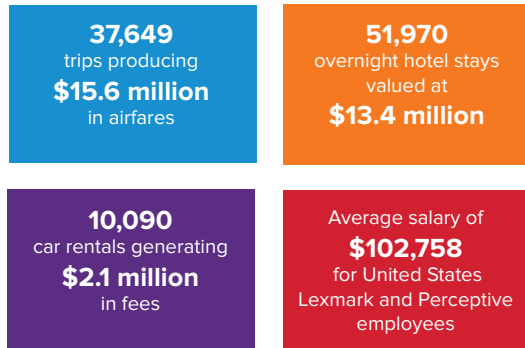 37,649
trips producing
$15.6 million
in airfares
51,970
overnight hotel stays
valued at
$13.4 million
10,090
car rentals generating
$2.1 million
in fees
Average salary of
$102,758
for United States
Lexmark and Perceptive
employees